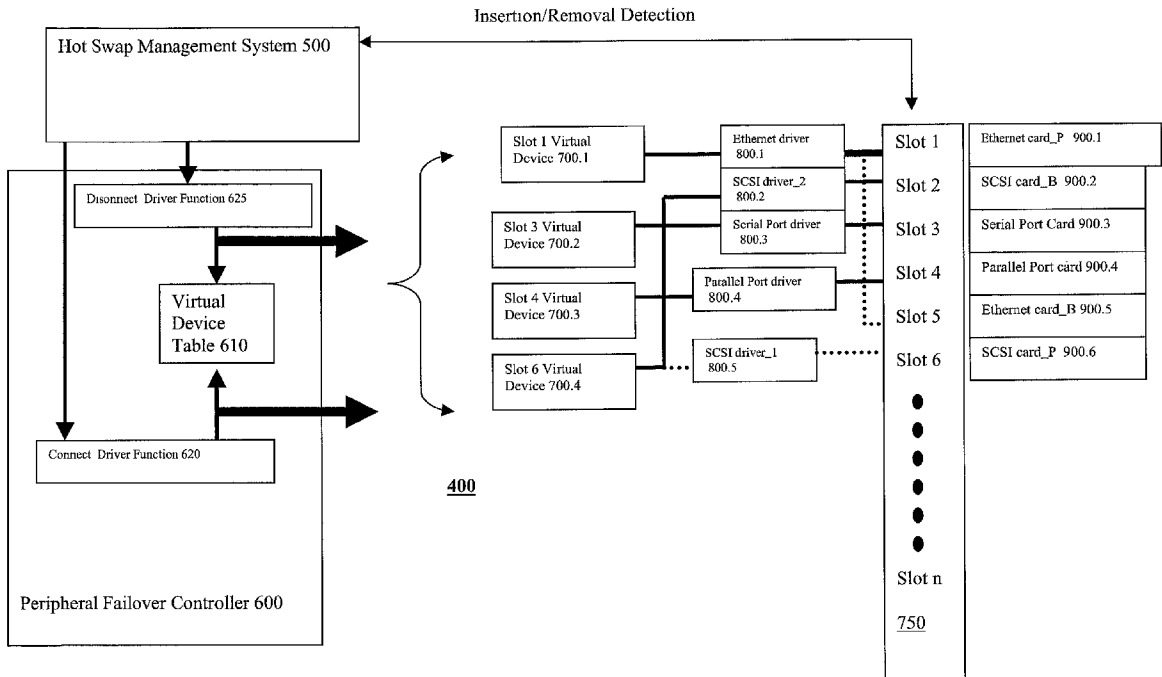 Insertion/Removal Detection
Hot Swap Management System 500
Disonnect Driver Function 625
Virtual
Device
Table 610
Connect Driver Function 620
Peripheral Failover Controller 600
400
Slot 1 Virtual
Device 700.1
Slot 3 Virtual
Device 700.2
Slot 4 Virtual
Device 700.3
Slot 6 Virtual
Device 700.4
Ethernet driver
800.1
SCSI driver_2
800.2
Serial Port driver
800.3
Parallel Port driver
800.4
SCSI driver_1
800.5
Slot 1
Slot 2
Slot 3
Slot 4
Slot 5
Slot 6
Slot n
750
Ethernet card_P 900.1
SCSI card_B 900.2
Serial Port Card 900.3
Parallel Port card 900.4
Ethernet card_B 900.5
SCSI card_P 900.6